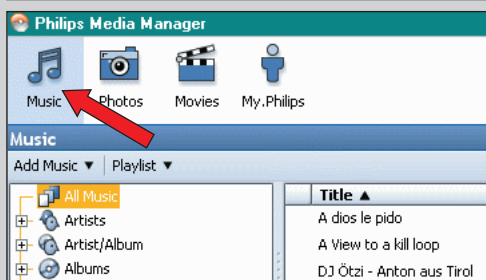 Philips Media Manager
Music Photos Movies My.Philips
Music
Add Music ▼ Playlist ▼
All Music Title ▲
Artists A dios le pido
Artist/Album A View to a kill loop
Albums DJ Ötzi - Anton aus Tirol